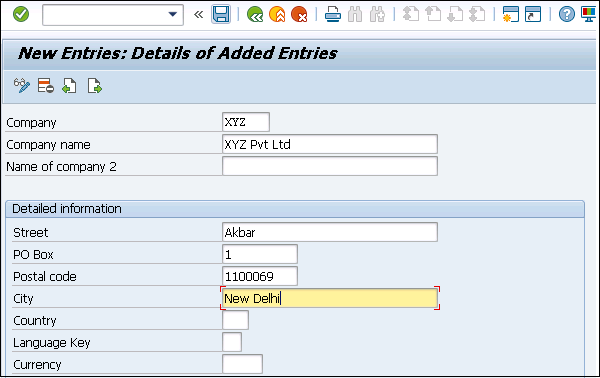 New Entries: Details of Added Entries
Company XYZ
Company name XYZ Pvt Ltd
Name of company 2
Detailed information
Street Akbar
PO Box 1
Postal code 1100069
City New Delhi
Country
Language Key
Currency